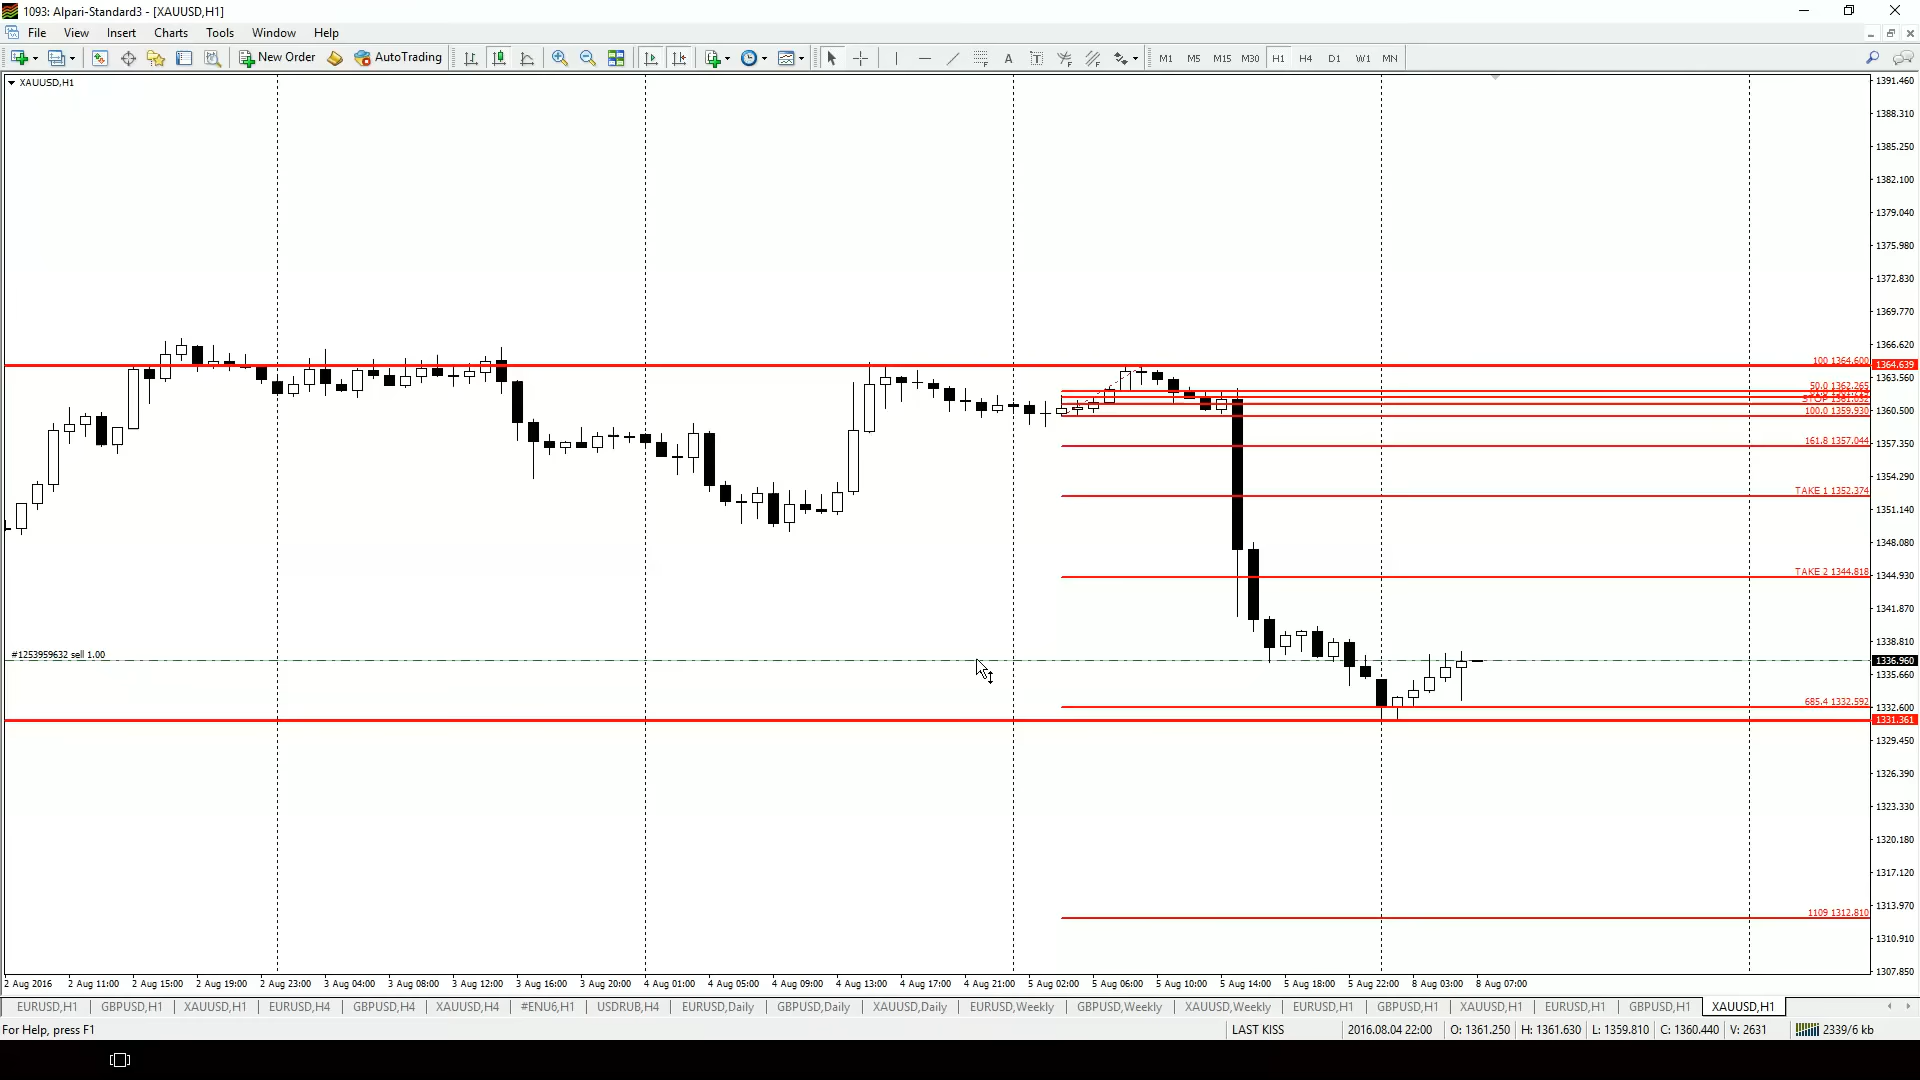 1093: Alpari-Standard3 - [XAUUSD,H1]
File View Insert Charts Tools Window Help
New Order AutoTrading A T M1 M5 M15 M30 H1 H4 D1 W1 MN
XAUUSD,H1
1391.460
1388.310
1385.250
1382.100
1379.040
1375.980
1372.830
1369.770
1366.620
100 1364.600 1364.639
1363.560
50.0 1362.265
STOP 1361.032
100.0 1359.930 1360.500
161.8 1357.044 1357.350
1354.290
TAKE 1 1352.374
1351.140
1348.080
TAKE 2 1344.818 1344.930
1341.870
1338.810
#1253959632 sell 1.00 1336.960
1335.660
685.4 1332.592 1332.600
1331.361
1329.450
1326.390
1323.330
1320.180
1317.120
1313.970
1109 1312.810
1310.910
1307.850
2 Aug 2016 2 Aug 11:00 2 Aug 15:00 2 Aug 19:00 2 Aug 23:00 3 Aug 04:00 3 Aug 08:00 3 Aug 12:00 3 Aug 16:00 3 Aug 20:00 4 Aug 01:00 4 Aug 05:00 4 Aug 09:00 4 Aug 13:00 4 Aug 17:00 4 Aug 21:00 5 Aug 02:00 5 Aug 06:00 5 Aug 10:00 5 Aug 14:00 5 Aug 18:00 5 Aug 22:00 8 Aug 03:00 8 Aug 07:00
EURUSD,H1 GBPUSD,H1 XAUUSD,H1 EURUSD,H4 GBPUSD,H4 XAUUSD,H4 #ENU6,H1 USDRUB,H4 EURUSD,Daily GBPUSD,Daily XAUUSD,Daily EURUSD,Weekly GBPUSD,Weekly XAUUSD,Weekly EURUSD,H1 GBPUSD,H1 XAUUSD,H1 EURUSD,H1 GBPUSD,H1 XAUUSD,H1
For Help, press F1 LAST KISS 2016.08.04 22:00 O: 1361.250 H: 1361.630 L: 1359.810 C: 1360.440 V: 2631 2339/6 kb